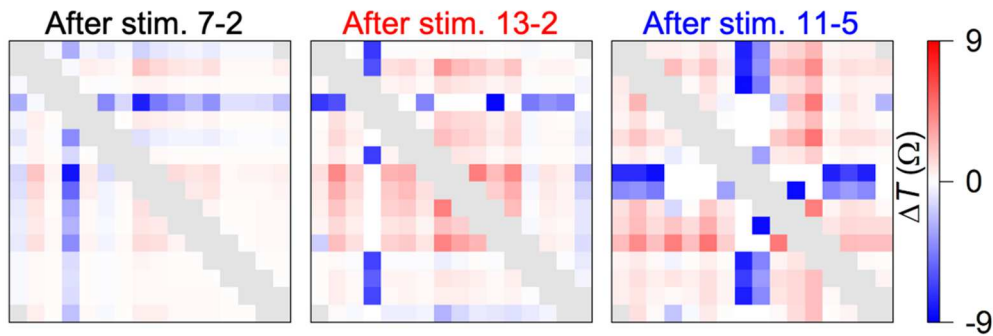 After stim. 7-2
After stim. 13-2
After stim. 11-5
9
0
-9
ΔT (Ω)